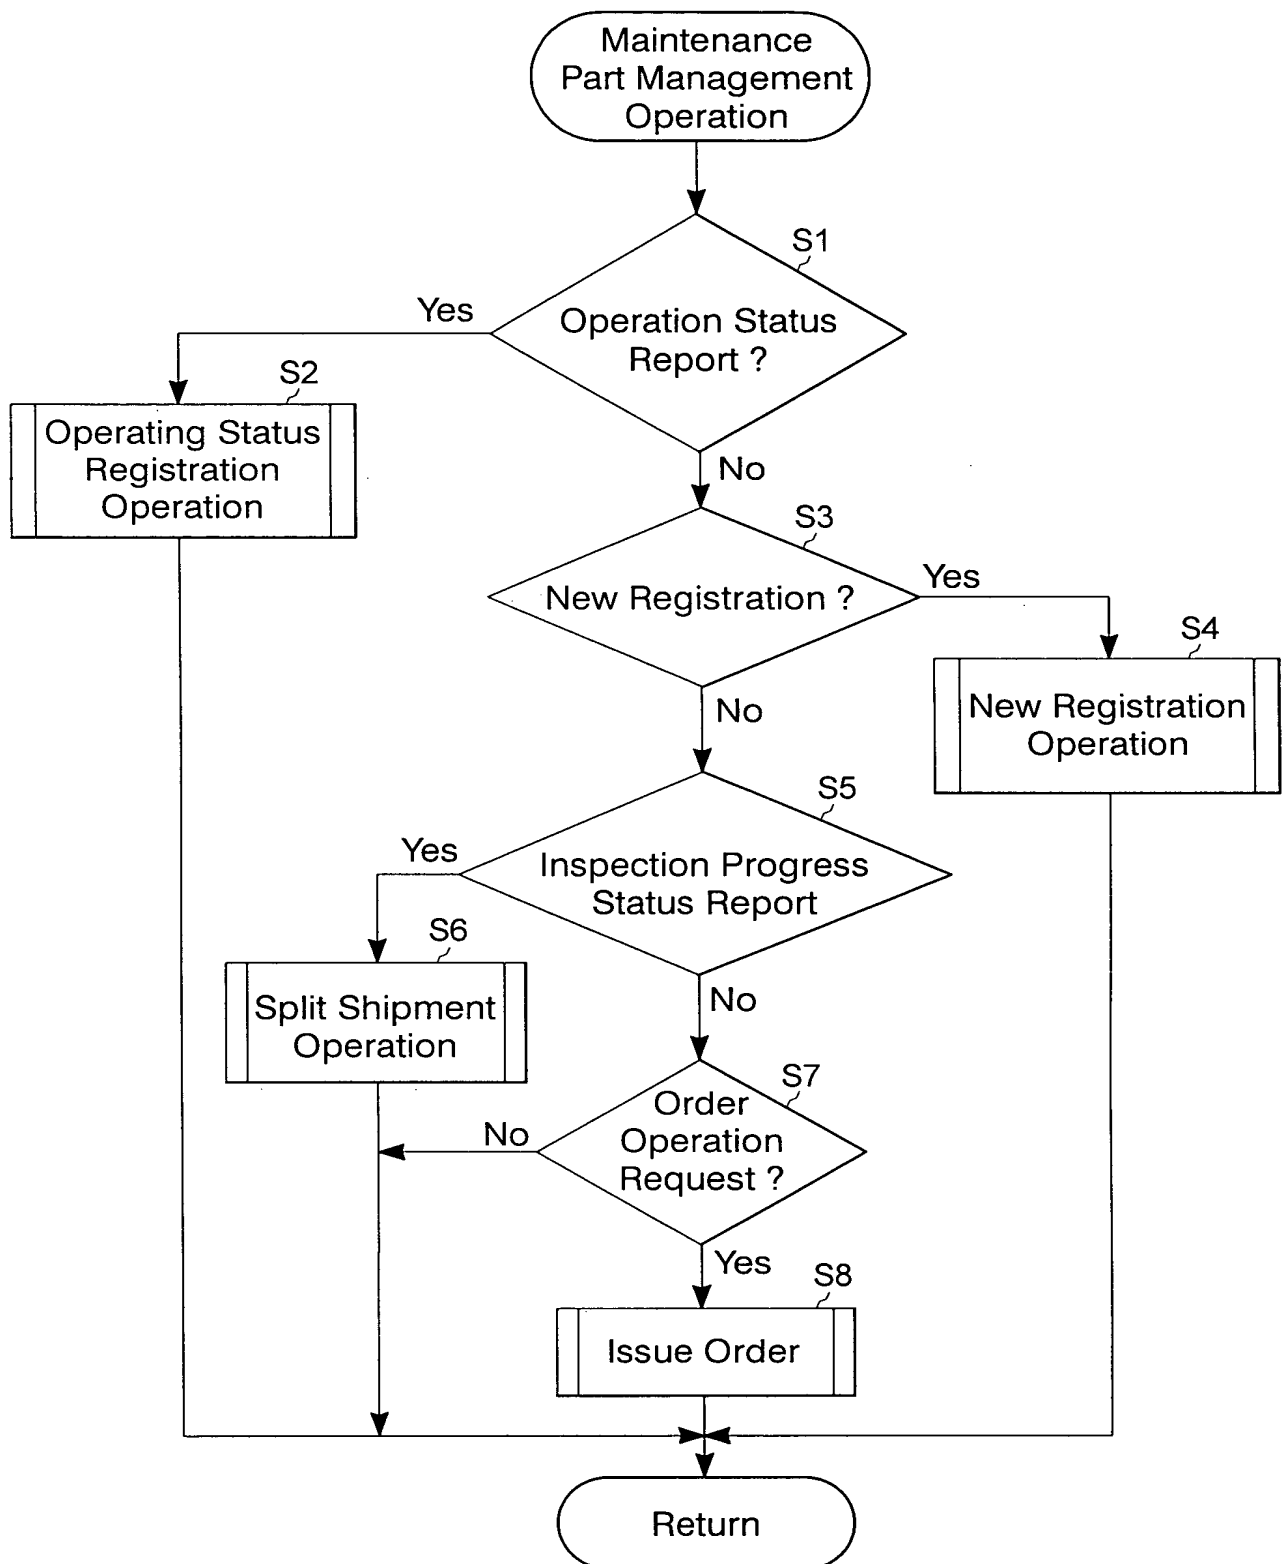 Maintenance
Part Management
Operation
S1
Yes
Operation Status
Report ?
S2
Operating Status
Registration
Operation
No
S3
Yes
New Registration ?
S4
No
New Registration
Operation
S5
Yes
Inspection Progress
Status Report
S6
No
Split Shipment
Operation
S7
Order
No
Operation
Request ?
Yes
S8
Issue Order
Return